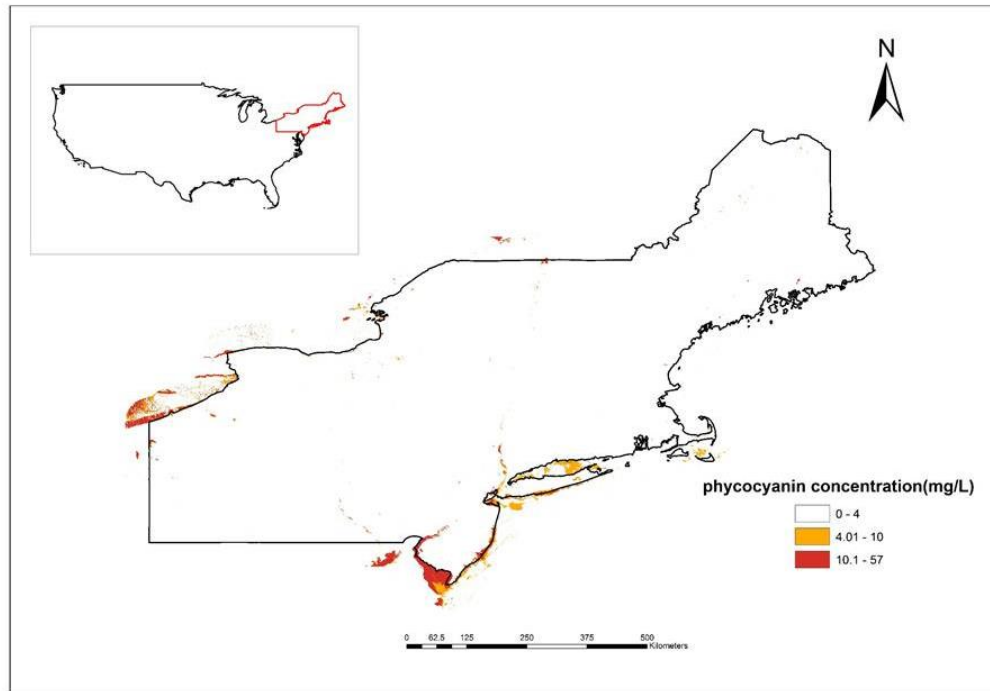 N
phycocyanin concentration(mg/L)
0 - 4
4.01 - 10
10.1 - 57
0 62.5 125 250 375 500
Kilometers